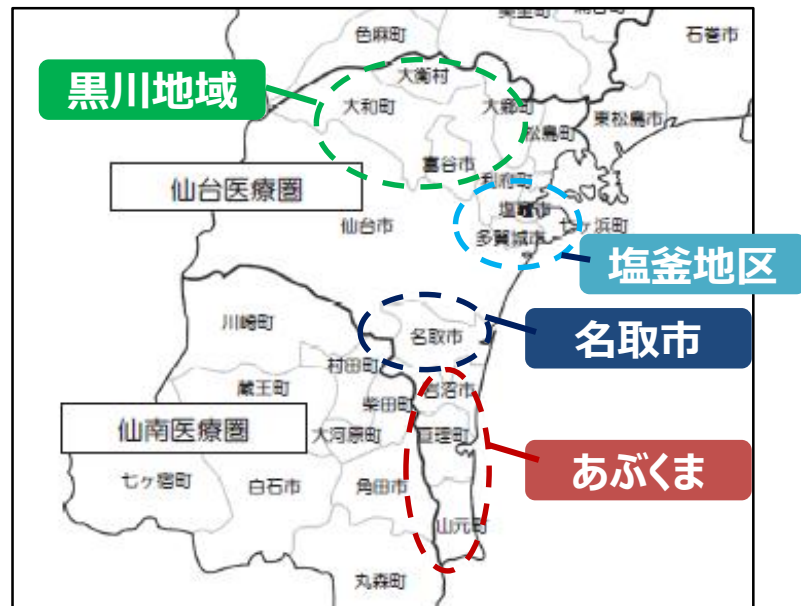 色麻町
石巻市
大衡村
黒川地域
大和町
大郷町
松島町
東松島市
富谷市
利府町
仙台医療圏
塩竈市
仙台市
多賀城市
七ヶ浜町
塩釜地区
川崎町
名取市
名取市
村田町
蔵王町
岩沼市
柴田町
仙南医療圏
大河原町
亘理町
あぶくま
七ヶ宿町
白石市
角田市
山元町
丸森町